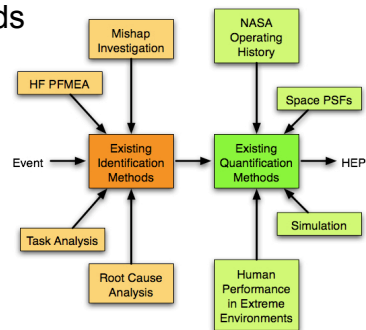 ds
Mishap
Investigation
NASA
Operating
History
HF PFMEA
Space PSFs
Event
Existing
Identification
Methods
Existing
Quantification
Methods
HEP
Task Analysis
Root Cause
Analysis
Simulation
Human
Performance
in Extreme
Environments